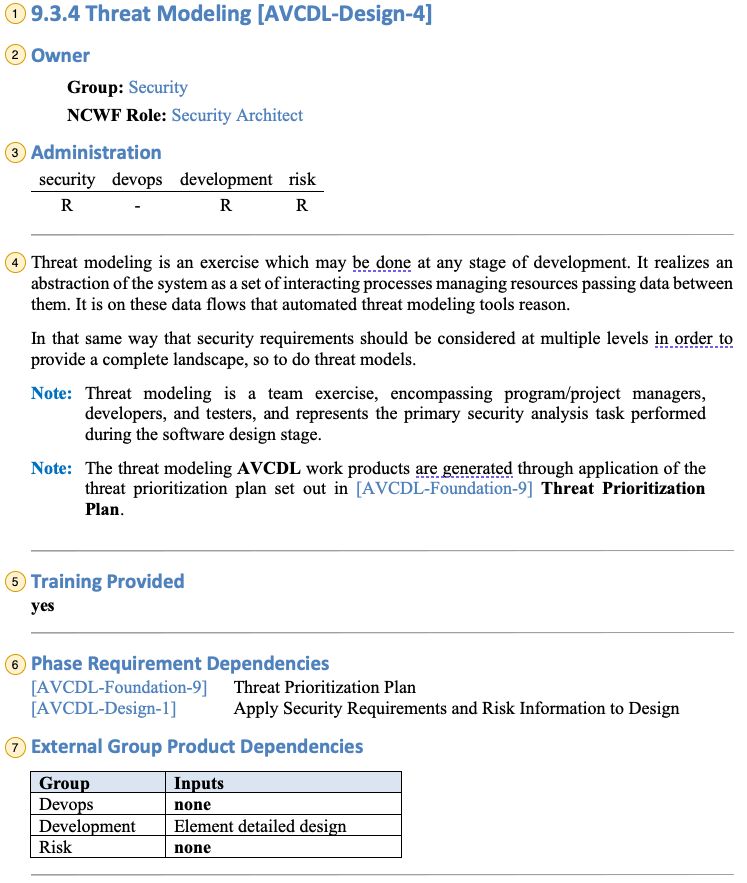 1 9.3.4 Threat Modeling [AVCDL-Design-4]
2 Owner
Group: Security
NCWF Role: Security Architect
3 Administration
security devops development risk
R - R R
4 Threat modeling is an exercise which may be done at any stage of development. It realizes an
abstraction of the system as a set of interacting processes managing resources passing data between
them. It is on these data flows that automated threat modeling tools reason.
In that same way that security requirements should be considered at multiple levels in order to
provide a complete landscape, so to do threat models.
Note: Threat modeling is a team exercise, encompassing program/project managers,
developers, and testers, and represents the primary security analysis task performed
during the software design stage.
Note: The threat modeling AVCDL work products are generated through application of the
threat prioritization plan set out in [AVCDL-Foundation-9] Threat Prioritization
Plan.
5 Training Provided
yes
6 Phase Requirement Dependencies
[AVCDL-Foundation-9] Threat Prioritization Plan
[AVCDL-Design-1] Apply Security Requirements and Risk Information to Design
7 External Group Product Dependencies
Group Inputs
Devops none
Development Element detailed design
Risk none